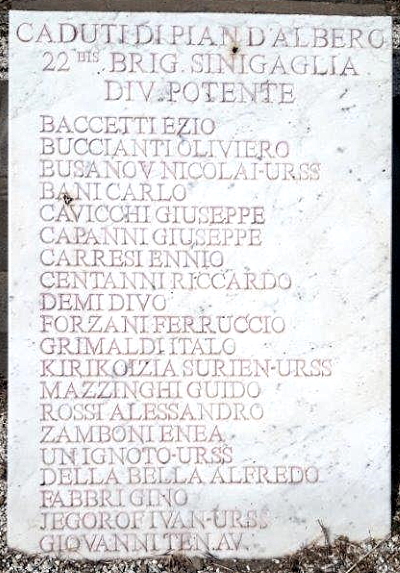 CADUTI DI PIAN D'ALBERO
22 BIS BRIG. SINIGAGLIA
DIV. POTENTE
BACCETTI EZIO
BUCCIANTI OLIVIERO
BUSANOV NICOLAI-URSS
BANI CARLO
CAVICCHI GIUSEPPE
CAPANNI GIUSEPPE
CARRESI ENNIO
CENTANNI RICCARDO
DEMI DIVO
FORZANI FERRUCCIO
GRIMALDI ITALO
KIRIKOIZIA SURIEN-URSS
MAZZINGHI GUIDO
ROSSI ALESSANDRO
ZAMBONI ENEA
UN IGNOTO-URSS
DELLA BELLA ALFREDO
FABBRI GINO
JEGOROF IVAN-URSS
GIOVANNI TEN. AV.